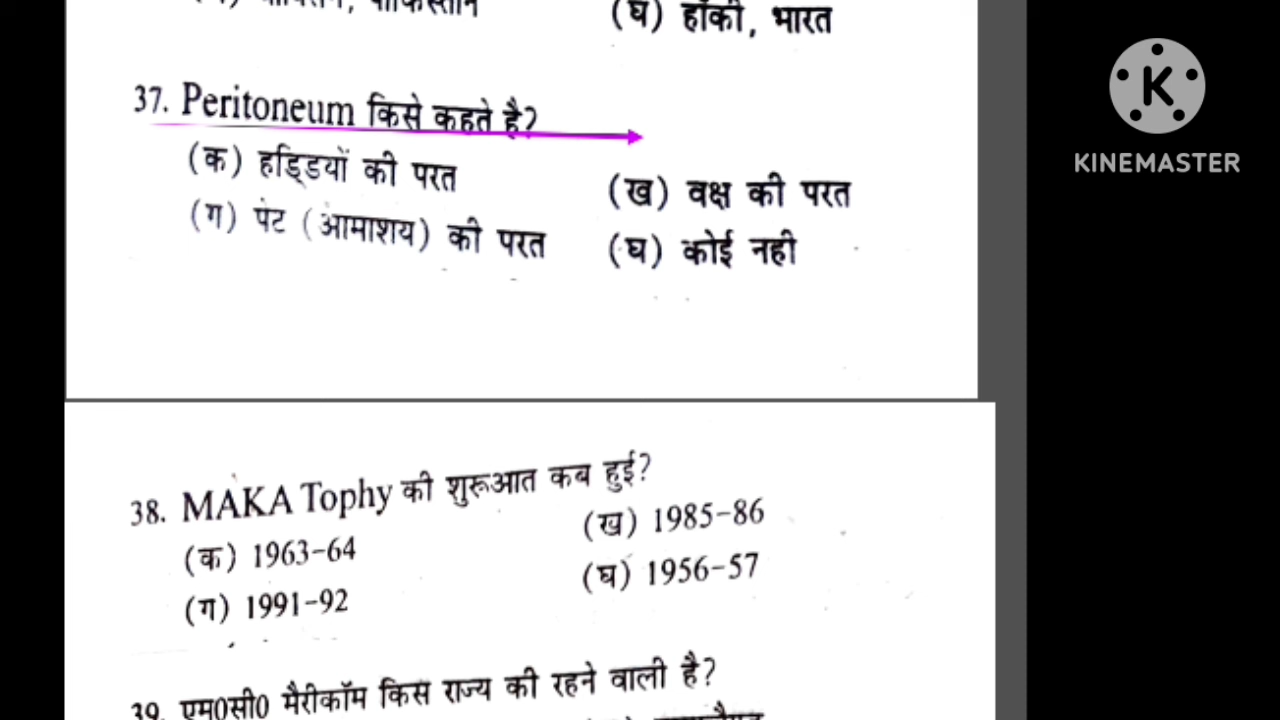 पाकिस्तान
(घ) हॉकी, भारत
37. Peritoneum किसे कहते है?
(क) हड्डियों की परत
(ख) वक्ष की परत
(ग) पेट (आमाशय) की परत
(घ) कोई नही
38. MAKA Tophy की शुरूआत कब हुई?
(क) 1963-64
(ख) 1985-86
(ग) 1991-92
(घ) 1956-57
39. एम0सी0 मैरीकॉम किस राज्य की रहने वाली है?
K
KINEMASTER